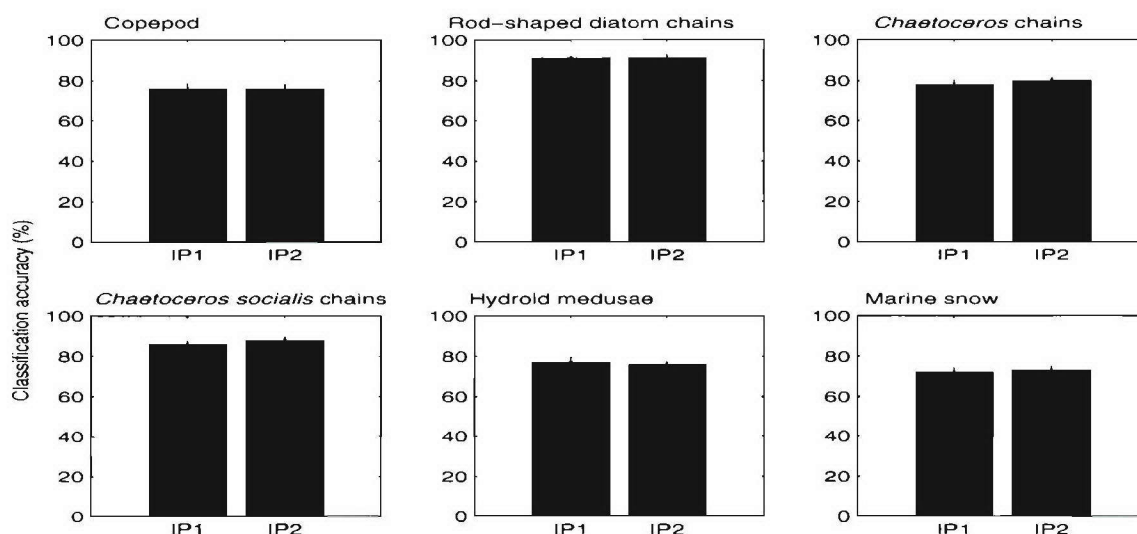 Copepod
Rod-shaped diatom chains
Chaetoceros chains
100
80
60
40
20
0
IP1 IP2
100
80
60
40
20
0
IP1 IP2
100
80
60
40
20
0
IP1 IP2
Classification accuracy (%)
Chaetoceros socialis chains
Hydroid medusae
Marine snow
100
80
60
40
20
0
IP1 IP2
100
80
60
40
20
0
IP1 IP2
100
80
60
40
20
0
IP1 IP2